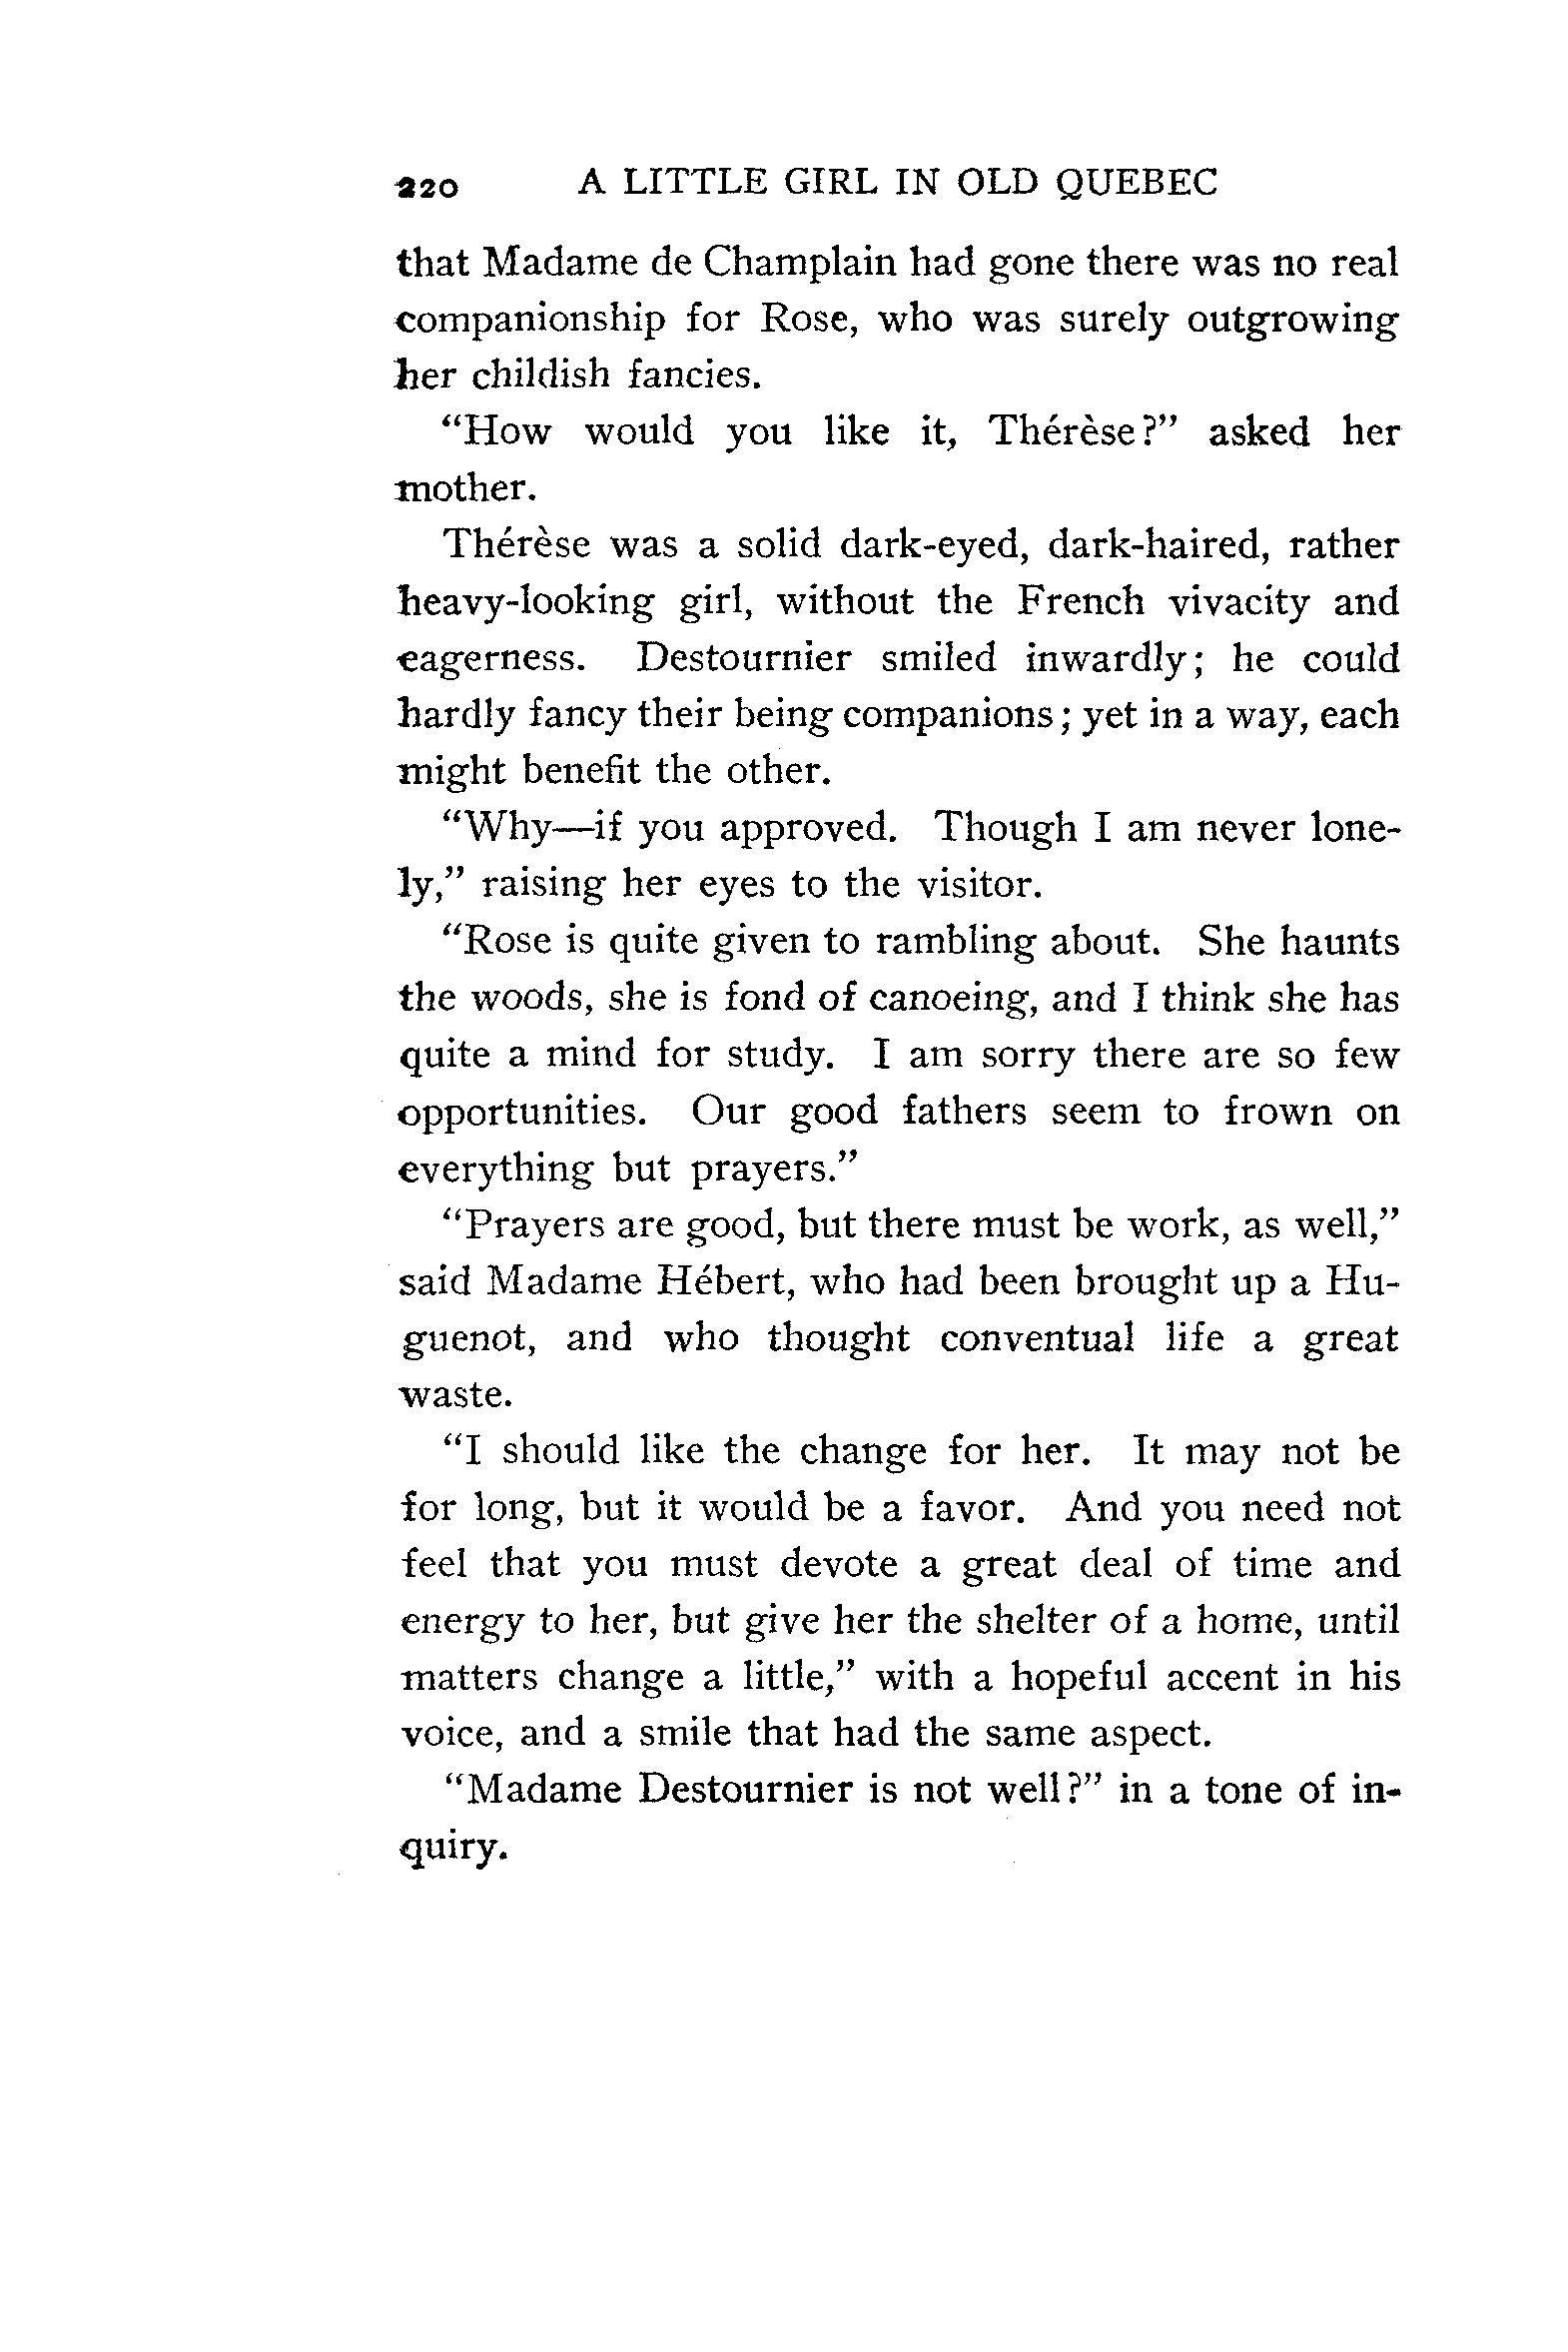 220 A LITTLE GIRL IN OLD QUEBEC
that Madame de Champlain had gone there was no real
companionship for Rose, who was surely outgrowing
her childish fancies.
“How would you like it, Thérèse?” asked her
mother.
Thérèse was a solid dark-eyed, dark-haired, rather
heavy-looking girl, without the French vivacity and
eagerness. Destournier smiled inwardly; he could
hardly fancy their being companions; yet in a way, each
might benefit the other.
“Why—if you approved. Though I am never lone-
ly,” raising her eyes to the visitor.
“Rose is quite given to rambling about. She haunts
the woods, she is fond of canoeing, and I think she has
quite a mind for study. I am sorry there are so few
opportunities. Our good fathers seem to frown on
everything but prayers.”
“Prayers are good, but there must be work, as well,”
said Madame Hébert, who had been brought up a Hu-
guenot, and who thought conventual life a great
waste.
“I should like the change for her. It may not be
for long, but it would be a favor. And you need not
feel that you must devote a great deal of time and
energy to her, but give her the shelter of a home, until
matters change a little,” with a hopeful accent in his
voice, and a smile that had the same aspect.
“Madame Destournier is not well?” in a tone of in-
quiry.